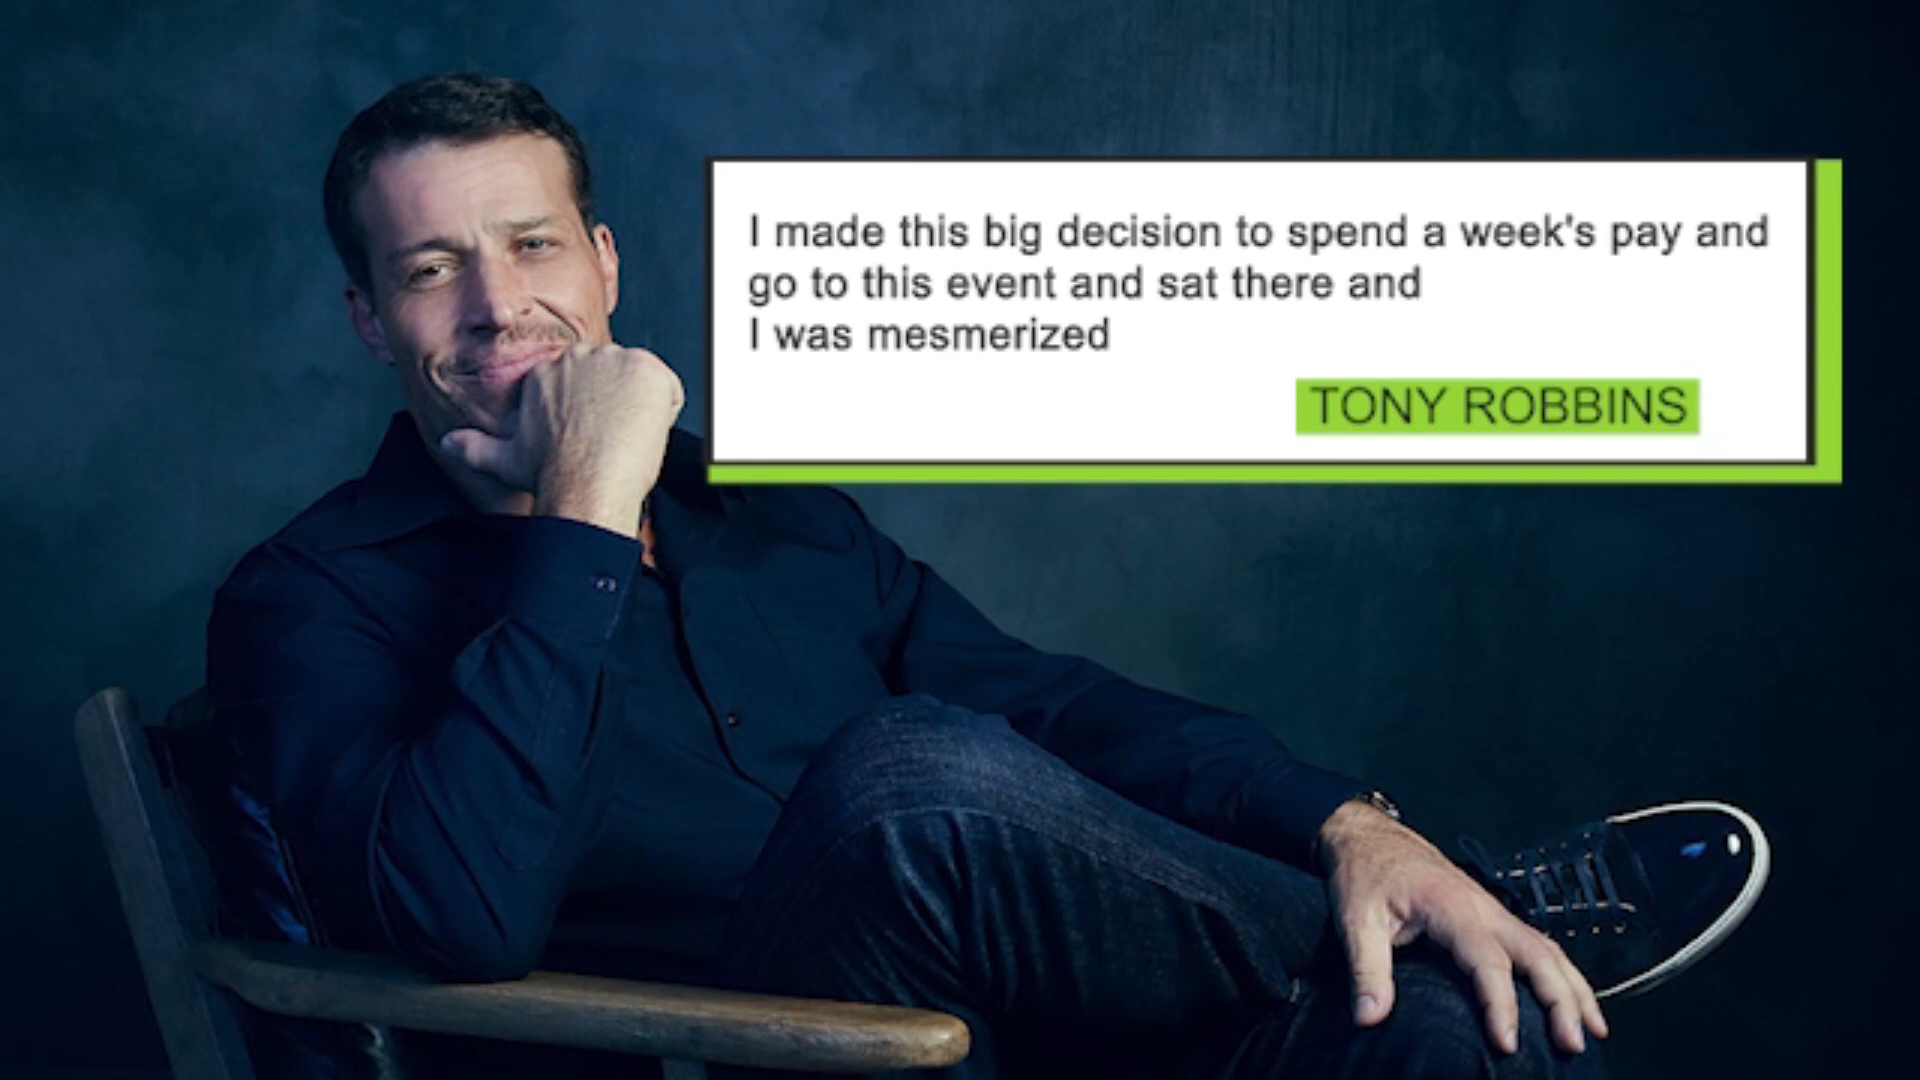 I made this big decision to spend a week's pay and
go to this event and sat there and
I was mesmerized
TONY ROBBINS